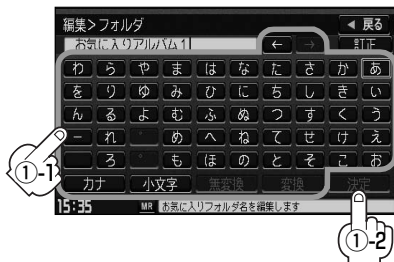 編集>フォルダ ◀ 戻る
お気に入りアルバム1 ← → 訂正
わ ら や ま は な た さ か あ
を り ゆ み ひ に ち し き い
ん る よ む ふ ぬ つ す く う
ー れ ゛ め へ ね て せ け え
ろ ゜ も ほ の と そ こ お
カナ 小文字 無変換 変換 決定
15:35 MR お気に入りフォルダ名を編集します
①-1
①-2